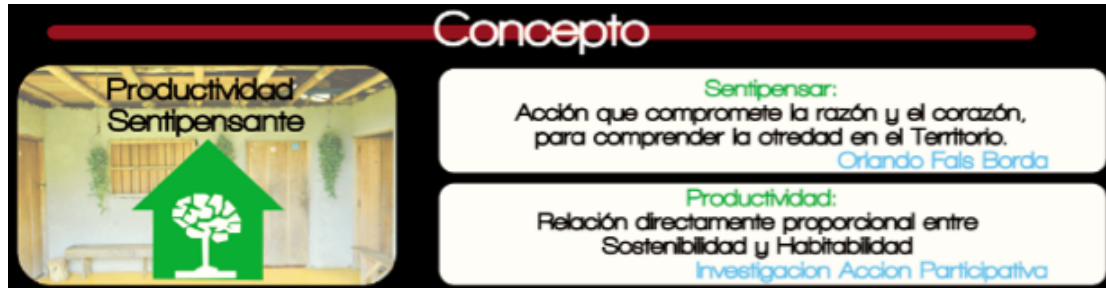 Concepto
Productividad
Sentipensante
Sentipensar:
Acción que compromete la razón y el corazón,
para comprender la otredad en el Territorio.
Orlando Fals Borda
Productividad:
Relación directamente proporcional entre
Sostenibilidad y Habitabilidad
Investigacion Accion Participativa